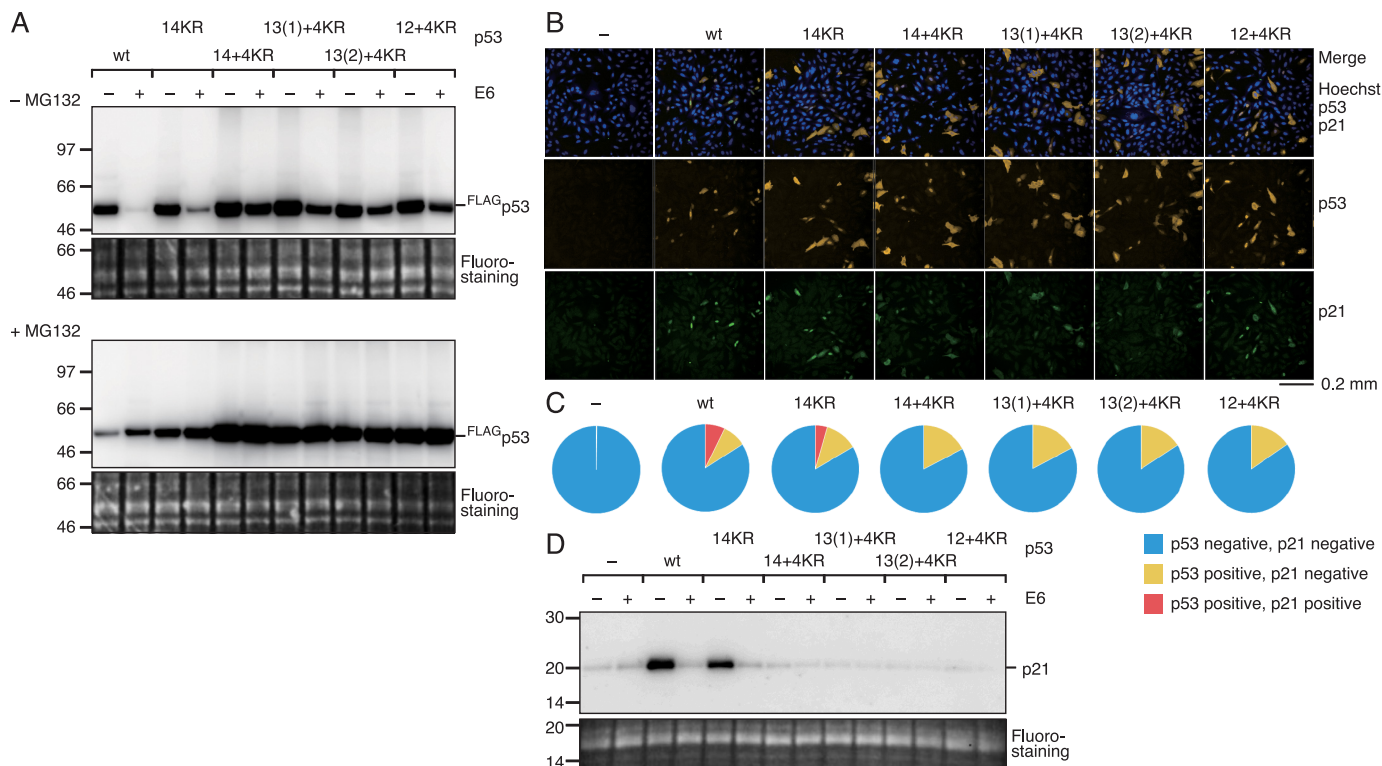 A
14KR 13(1)+4KR 12+4KR p53
wt 14+4KR 13(2)+4KR
– + – + – + – + – + – + E6
– MG132
97
66
FLAGp53
46
66
Fluoro-
staining
46
+ MG132
97
66
FLAGp53
46
66
Fluoro-
staining
46
B
– wt 14KR 14+4KR 13(1)+4KR 13(2)+4KR 12+4KR
Merge
Hoechst
p53
p21
p53
p21
0.2 mm
C
– wt 14KR 14+4KR 13(1)+4KR 13(2)+4KR 12+4KR
p53 negative, p21 negative
p53 positive, p21 negative
p53 positive, p21 positive
D
14KR 13(1)+4KR 12+4KR p53
– wt 14+4KR 13(2)+4KR
– + – + – + – + – + – + – + E6
30
20
p21
14
20
Fluoro-
staining
14